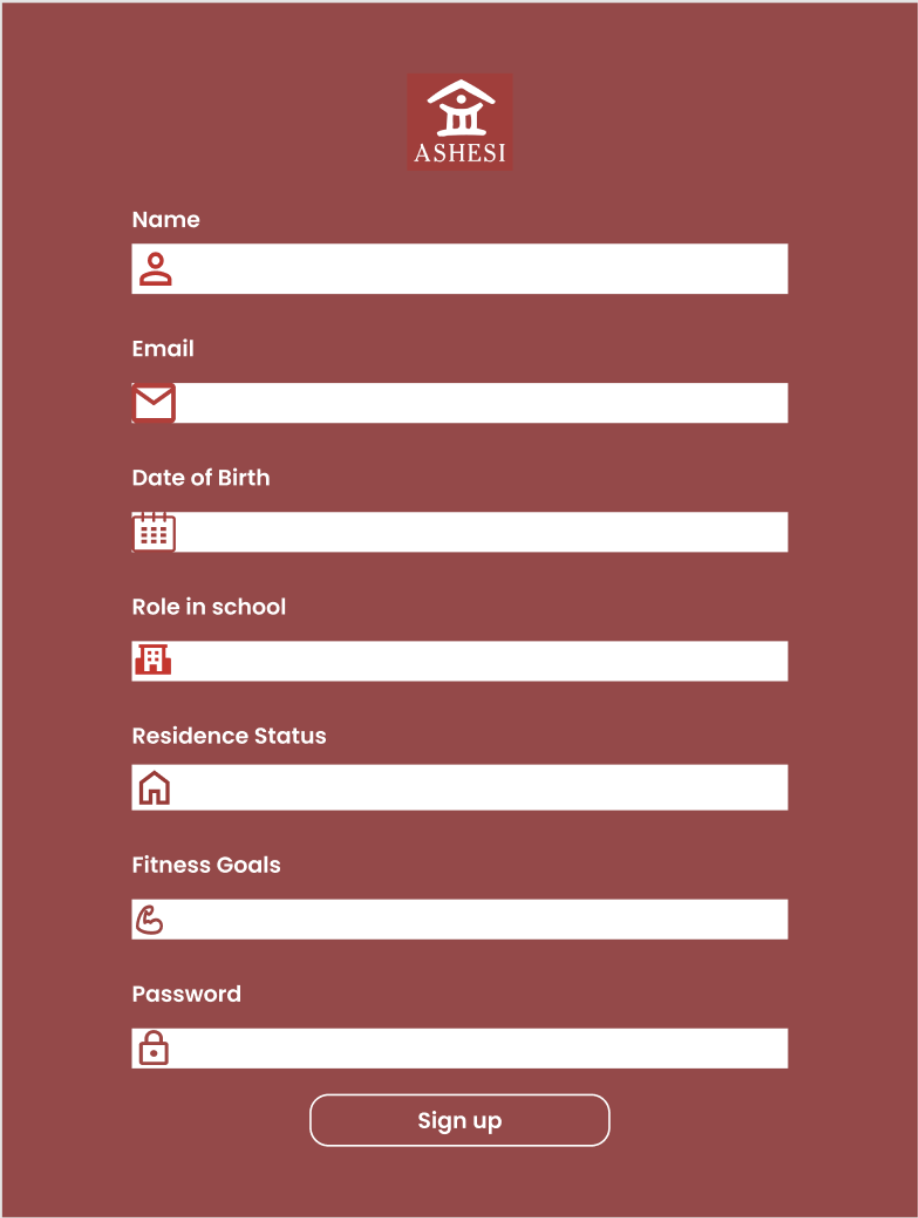 ASHESI
Name
Email
Date of Birth
Role in school
Residence Status
Fitness Goals
Password
Sign up